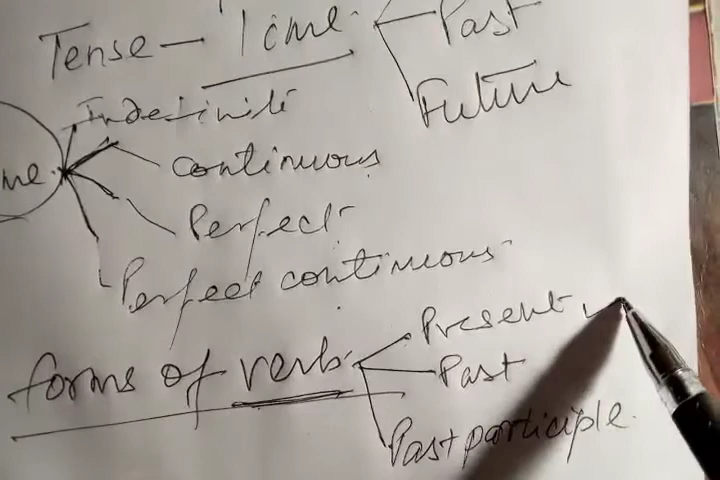 Tense - Time. Past
Future
Indefinite
me. continuous
Perfect
Perfect continuous
Present
forms of verb. Past
Past participle.